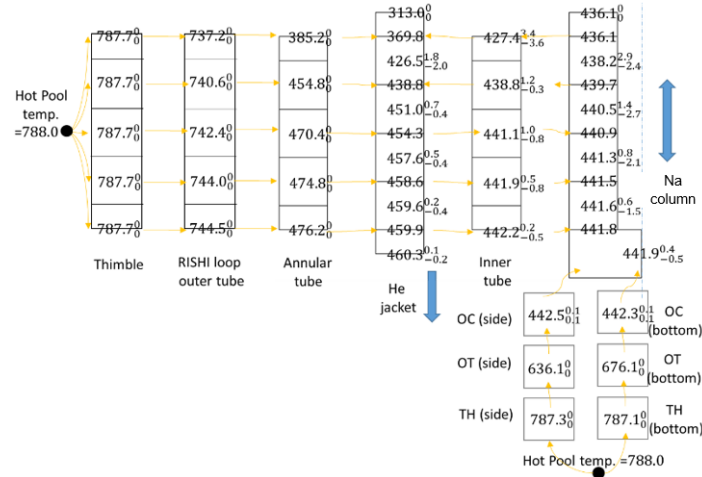 313.0⁰₀
436.1⁰₀
787.7⁰₀ 737.2⁰₀ 385.2⁰₀ 369.8 427.4³·⁴₋₃.₆ 436.1
426.5¹·⁸₋₂.₀ 438.2²·⁹₋₂.₄
787.7⁰₀ 740.6⁰₀ 454.8⁰₀ 438.8 438.8¹·²₋₀.₃ 439.7
451.0⁰·⁷₋₀.₄ 440.5¹·⁴₋₂.₇
787.7⁰₀ 742.4⁰₀ 470.4⁰₀ 454.3 441.1¹·⁰₋₀.₈ 440.9
457.6⁰·⁵₋₀.₄ 441.3⁰·⁸₋₂.₁
787.7⁰₀ 744.0⁰₀ 474.8⁰₀ 458.6 441.9⁰·⁵₋₀.₈ 441.5
459.6⁰·²₋₀.₄ 441.6⁰·⁶₋₁.₅
787.7⁰₀ 744.5⁰₀ 476.2⁰₀ 459.9 442.2⁰·²₋₀.₅ 441.8
460.3⁰·¹₋₀.₂ 441.9⁰·⁴₋₀.₅
Hot Pool
temp.
=788.0
Thimble
RISHI loop
outer tube
Annular
tube
He
jacket
Inner
tube
Na
column
OC (side) 442.5⁰·¹₀.₁ 442.3⁰·¹₀.₁ OC
(bottom)
OT (side) 636.1⁰₀ 676.1⁰₀ OT
(bottom)
TH (side) 787.3⁰₀ 787.1⁰₀ TH
(bottom)
Hot Pool temp. =788.0